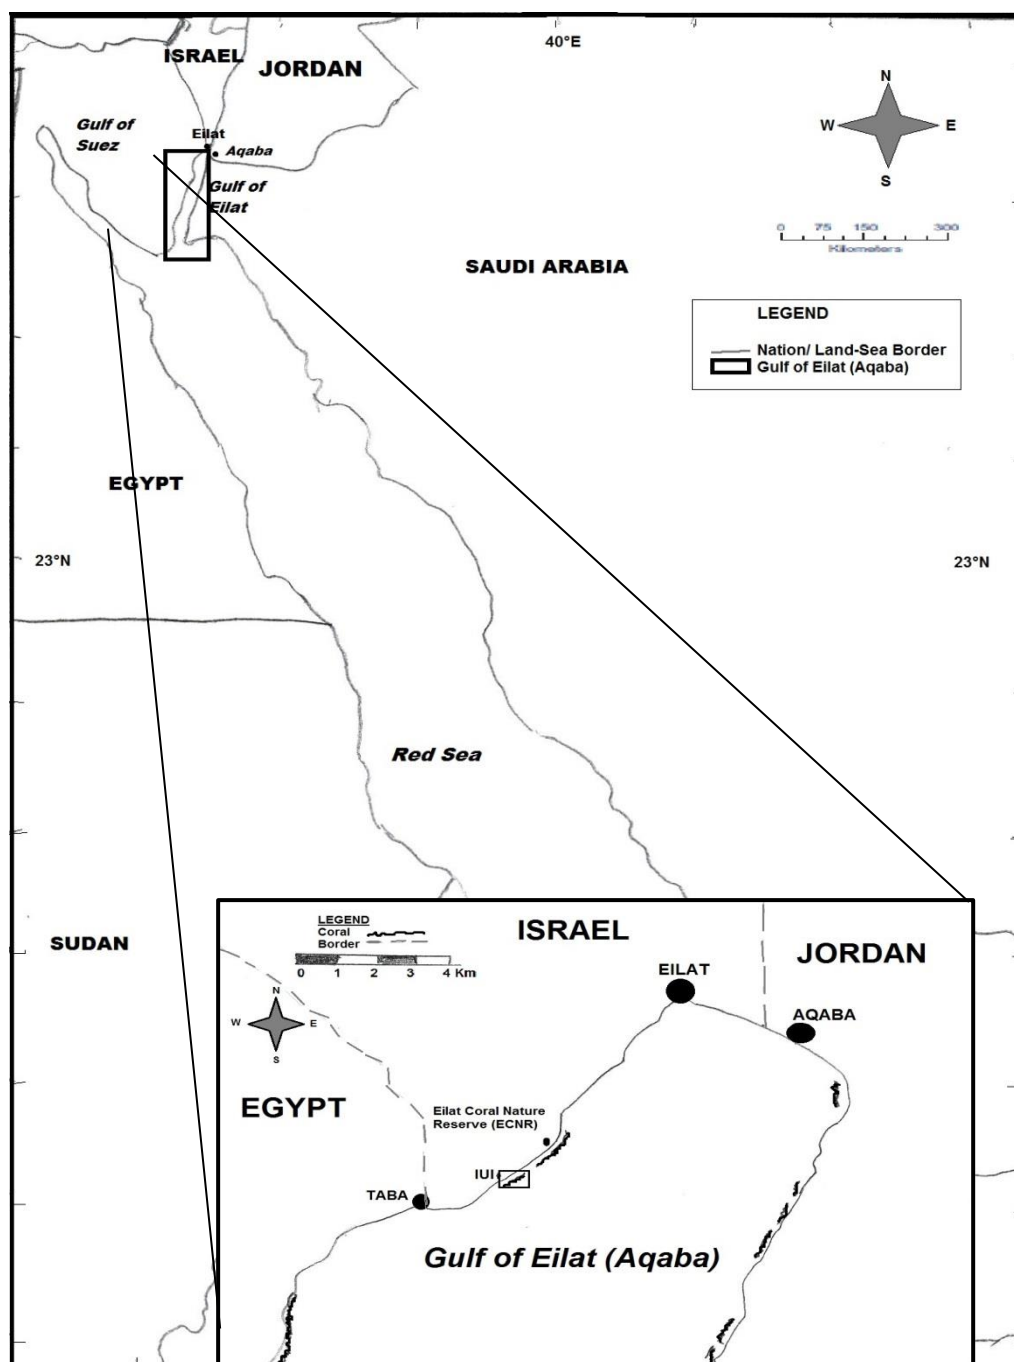 40°E
ISRAEL
JORDAN
N
W
E
S
Gulf of
Suez
Eilat
Aqaba
Gulf of
Eilat
0 75 150 300
Kilometers
SAUDI ARABIA
LEGEND
Nation/ Land-Sea Border
Gulf of Eilat (Aqaba)
EGYPT
23°N
23°N
Red Sea
SUDAN
LEGEND
Coral
Border
0 1 2 3 4 Km
N
W
E
S
ISRAEL
JORDAN
EILAT
AQABA
EGYPT
Eilat Coral Nature
Reserve (ECNR)
IUI
TABA
Gulf of Eilat (Aqaba)